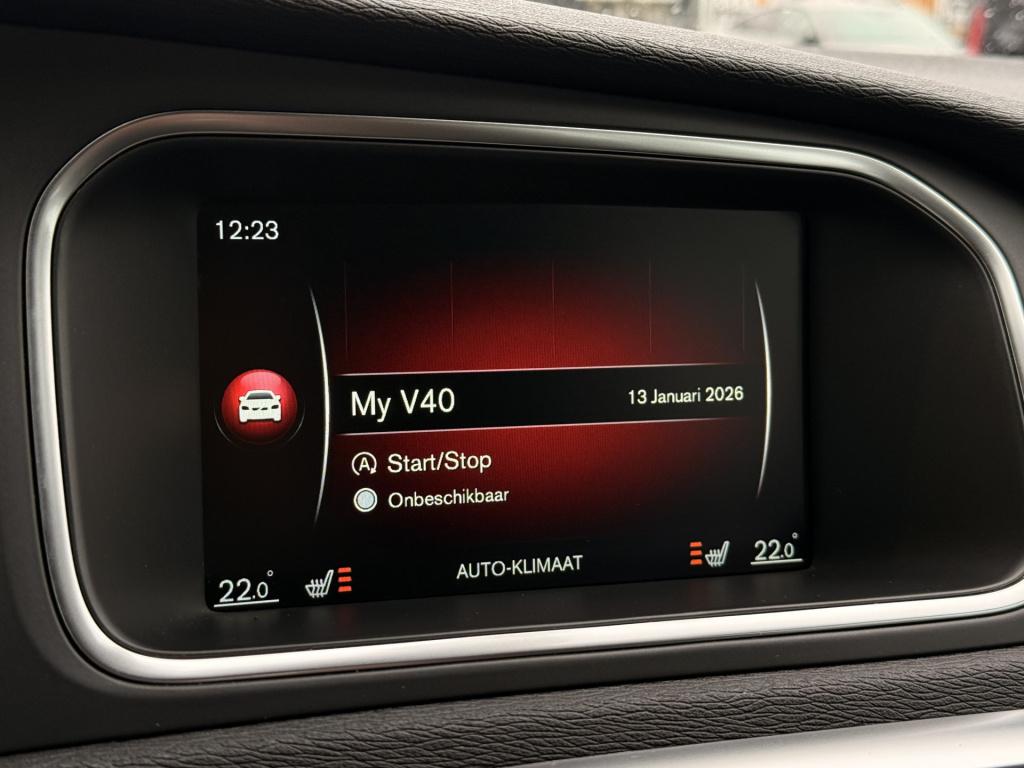 12:23
My V40 13 Januari 2026
A Start/Stop
Onbeschikbaar
22.0° AUTO-KLIMAAT 22.0°